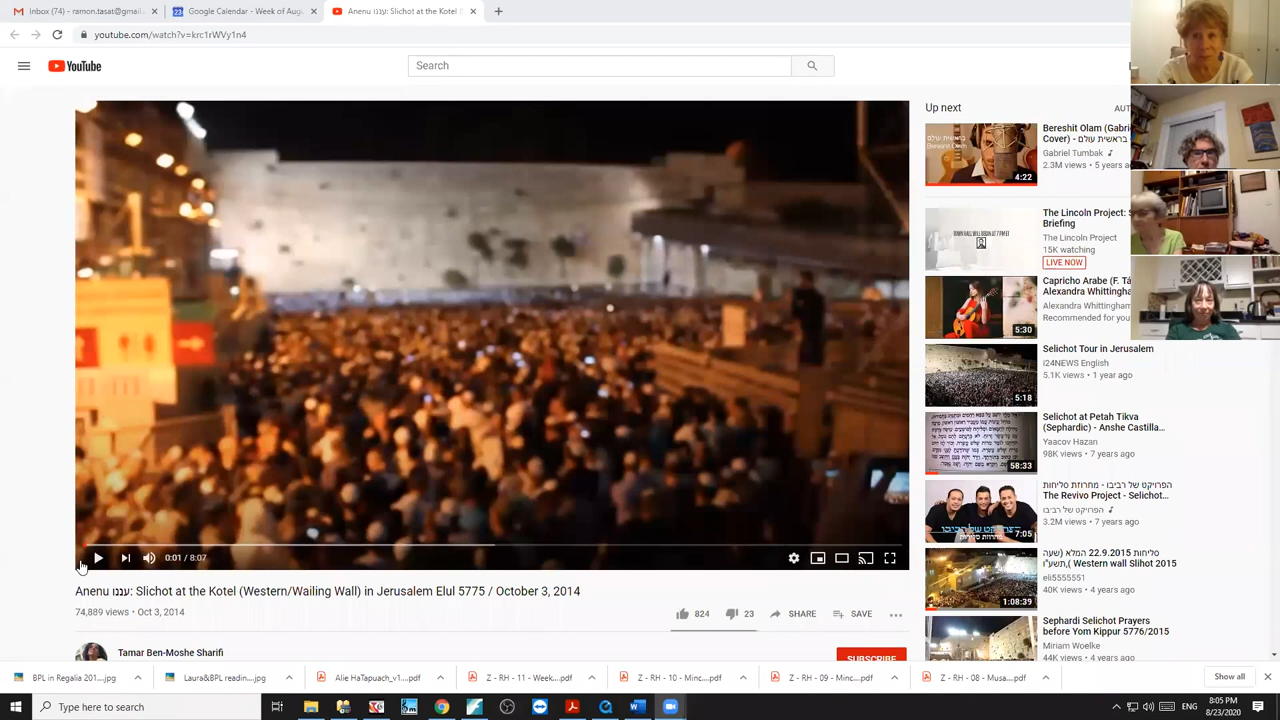 Inbox (74) - ramon.tasat@gmail.
Google Calendar - Week of Aug
Anenu עננו: Slichot at the Kotel (
youtube.com/watch?v=krc1rWVy1n4
YouTube
Search
Up next
AUT
4:22
Bereshit Olam (Gabri
Cover) - בראשית עולם
Gabriel Tumbak
2.3M views • 5 years a
The Lincoln Project: S
Briefing
The Lincoln Project
15K watching
LIVE NOW
5:30
Capricho Arabe (F. Tá
Alexandra Whittingha
Alexandra Whittingham
Recommended for you
5:18
Selichot Tour in Jerusalem
i24NEWS English
5.1K views • 1 year ago
58:33
Selichot at Petah Tikva
(Sephardic) - Anshe Castilla...
Yaacov Hazan
98K views • 7 years ago
7:05
הפרויקט של רביבו - מחרוזת סליחות
The Revivo Project - Selichot...
הפרויקט של רביבו
3.2M views • 7 years ago
1:08:39
סליחות 22.9.2015 המלא (שעה
תשע"ו), Western wall Slihot 2015
eli5555551
40K views • 4 years ago
Sephardi Selichot Prayers
before Yom Kippur 5776/2015
Miriam Woelke
44K views • 4 years ago
0:01 / 8:07
Anenu עננו: Slichot at the Kotel (Western/Wailing Wall) in Jerusalem Elul 5775 / October 3, 2014
74,889 views • Oct 3, 2014
824
23
SHARE
SAVE
Tamar Ben-Moshe Sharifi
SUBSCRIBE
BPL in Regalia 201....jpg
Laura&BPL readin....jpg
Alie HaTapuach_v1....pdf
Z - RH - 11 - Week....pdf
Z - RH - 10 - Minc....pdf
Z - RH - 09 - Minc....pdf
Z - RH - 08 - Musa....pdf
Show all
Type here to search
ENG
8:05 PM
8/23/2020